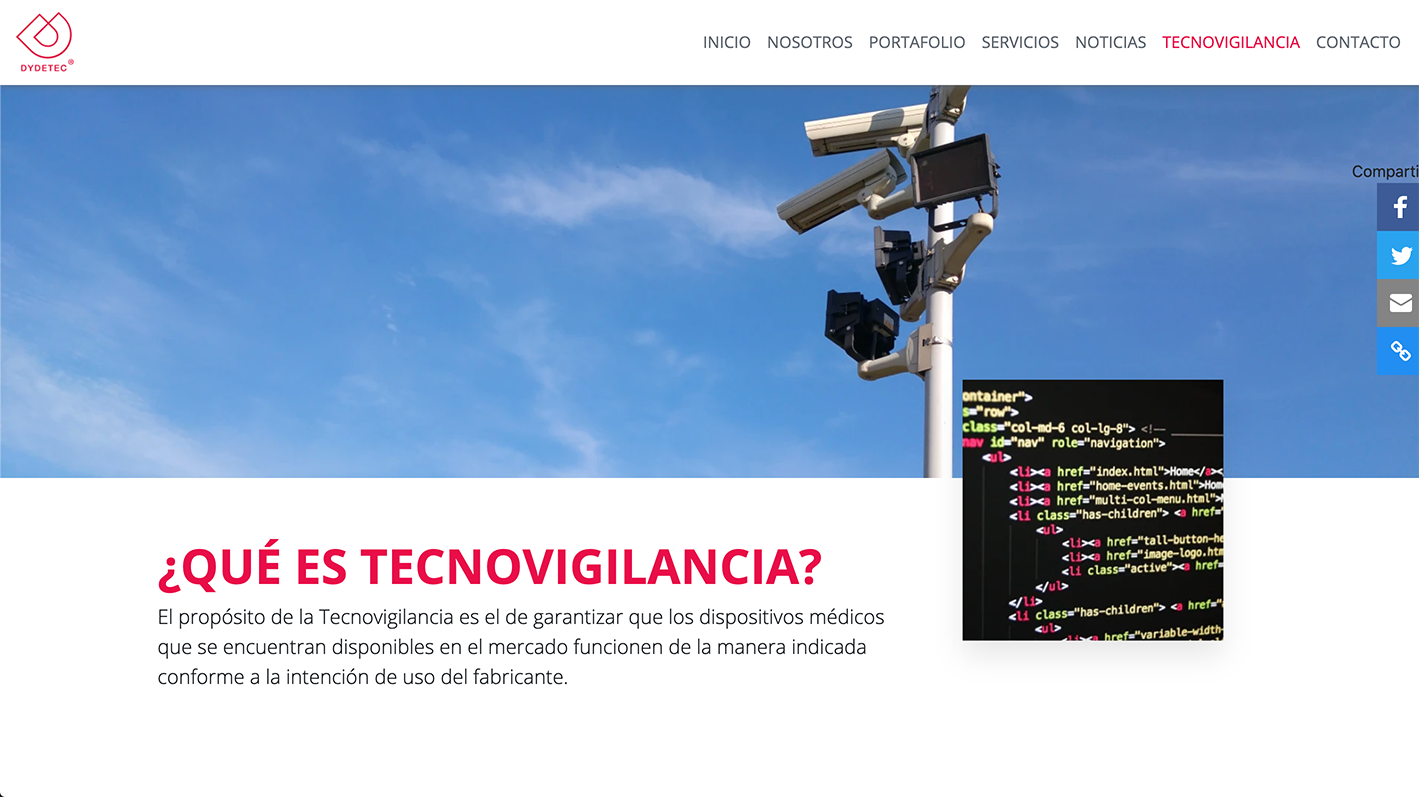 DYDETEC®
INICIO NOSOTROS PORTAFOLIO SERVICIOS NOTICIAS TECNOVIGILANCIA CONTACTO
Comparti
ontainer">
s="row">
class="col-md-6 col-lg-8"> <!--
nav id="nav" role="navigation">
<ul>
<li><a href="index.html">Home</a><
<li><a href="home-events.html">Hom
<li><a href="multi-col-menu.html">
<li class="has-children"> <a href=
<ul>
<li><a href="tall-button-he
<li><a href="image-logo.htm
<li class="active"><a href=
</ul>
</li>
<li class="has-children"> <a href=
<ul>
<li><a href="variable-width-
¿QUÉ ES TECNOVIGILANCIA?
El propósito de la Tecnovigilancia es el de garantizar que los dispositivos médicos
que se encuentran disponibles en el mercado funcionen de la manera indicada
conforme a la intención de uso del fabricante.